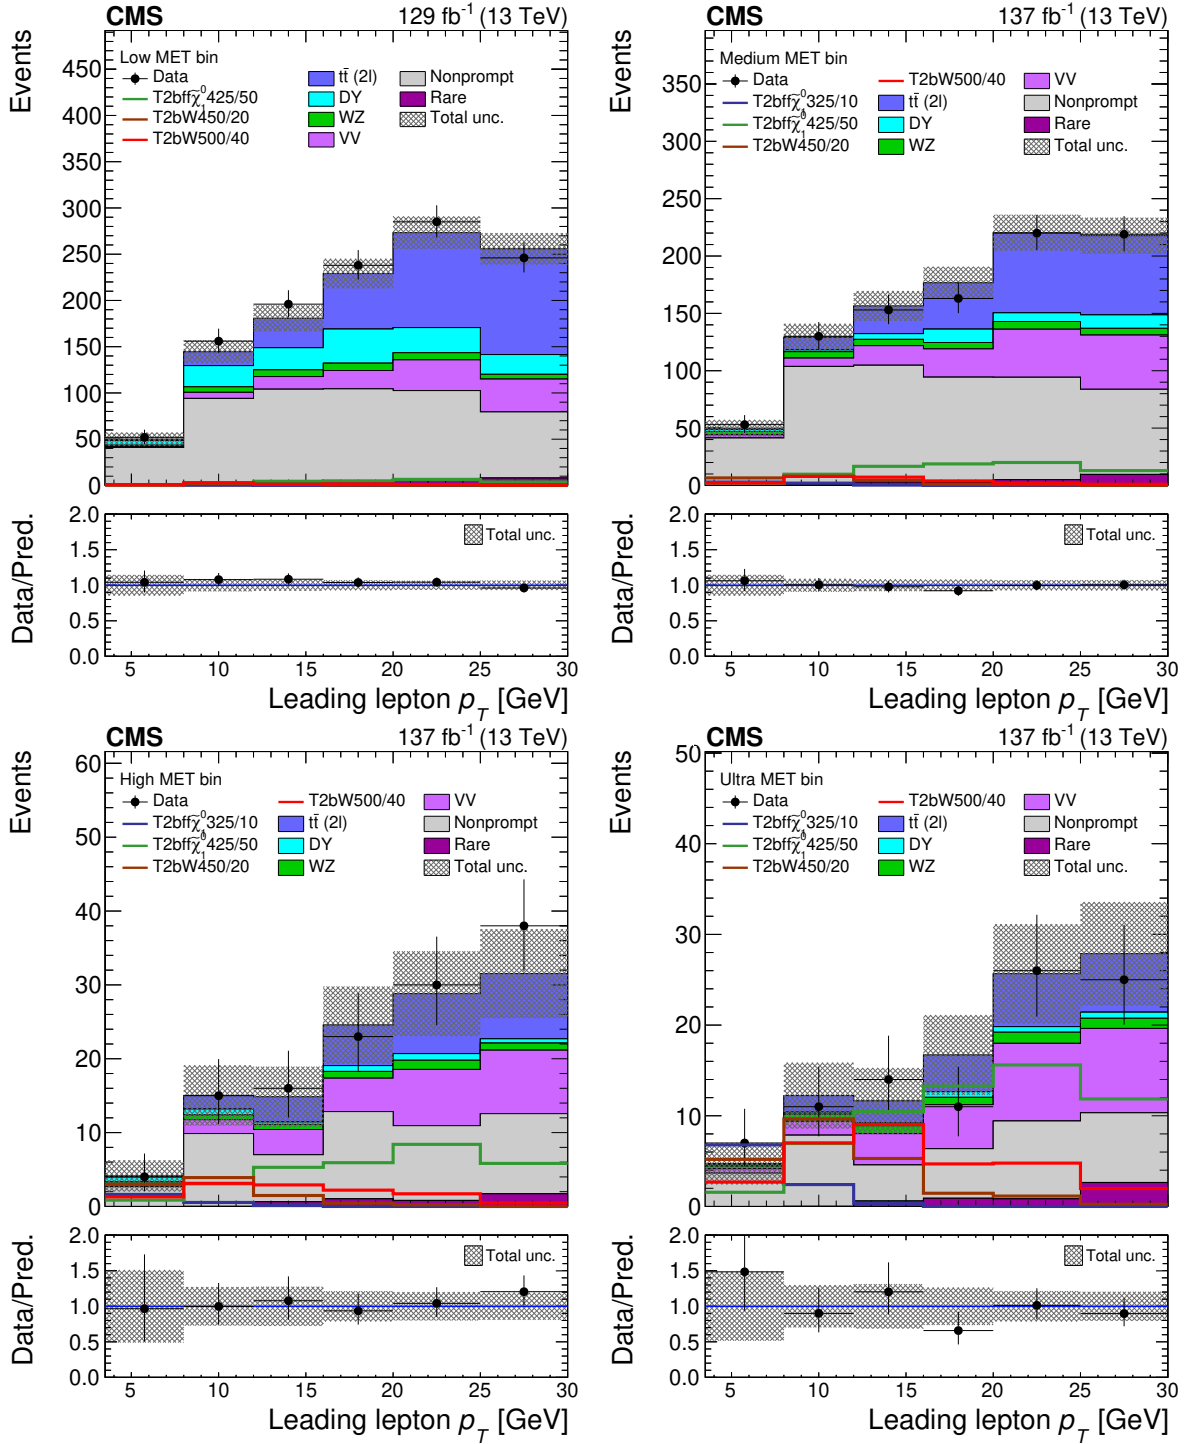 CMS 129 fb⁻¹ (13 TeV)
Events
Low MET bin
Data
T2bffχ̃₁⁰425/50
T2bW450/20
T2bW500/40
tt̄ (2l)
DY
WZ
VV
Nonprompt
Rare
Total unc.
450
400
350
300
250
200
150
100
50
0
Data/Pred.
Total unc.
2.0
1.5
1.0
0.5
0.0
5 10 15 20 25 30
Leading lepton p_T [GeV]
CMS 137 fb⁻¹ (13 TeV)
Events
Medium MET bin
Data
T2bffχ̃₁⁰325/10
T2bffχ̃₁⁰425/50
T2bW450/20
T2bW500/40
tt̄ (2l)
DY
WZ
VV
Nonprompt
Rare
Total unc.
350
300
250
200
150
100
50
0
Data/Pred.
Total unc.
2.0
1.5
1.0
0.5
0.0
5 10 15 20 25 30
Leading lepton p_T [GeV]
CMS 137 fb⁻¹ (13 TeV)
Events
High MET bin
Data
T2bffχ̃₁⁰325/10
T2bffχ̃₁⁰425/50
T2bW450/20
T2bW500/40
tt̄ (2l)
DY
WZ
VV
Nonprompt
Rare
Total unc.
60
50
40
30
20
10
0
Data/Pred.
Total unc.
2.0
1.5
1.0
0.5
0.0
5 10 15 20 25 30
Leading lepton p_T [GeV]
CMS 137 fb⁻¹ (13 TeV)
Events
Ultra MET bin
Data
T2bffχ̃₁⁰325/10
T2bffχ̃₁⁰425/50
T2bW450/20
T2bW500/40
tt̄ (2l)
DY
WZ
VV
Nonprompt
Rare
Total unc.
50
40
30
20
10
0
Data/Pred.
Total unc.
2.0
1.5
1.0
0.5
0.0
5 10 15 20 25 30
Leading lepton p_T [GeV]